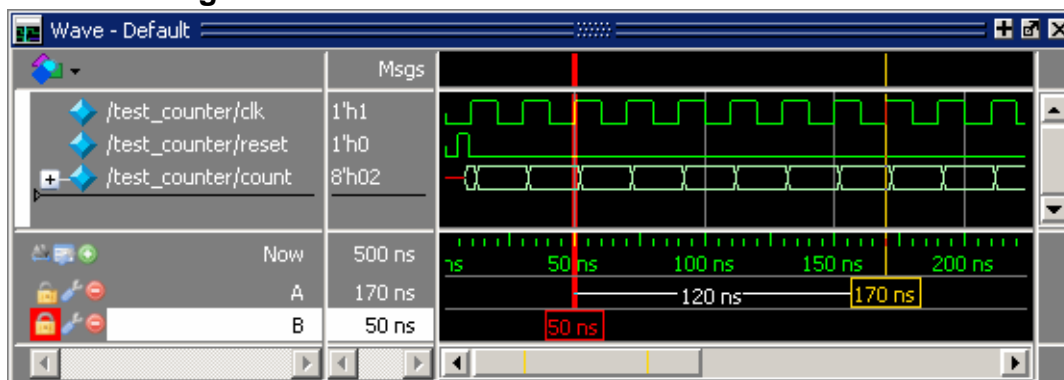 Wave - Default
Msgs
/test_counter/clk 1'h1
/test_counter/reset 1'h0
/test_counter/count 8'h02
Now 500 ns ns 50 ns 100 ns 150 ns 200 ns
A 170 ns 120 ns 170 ns
B 50 ns 50 ns